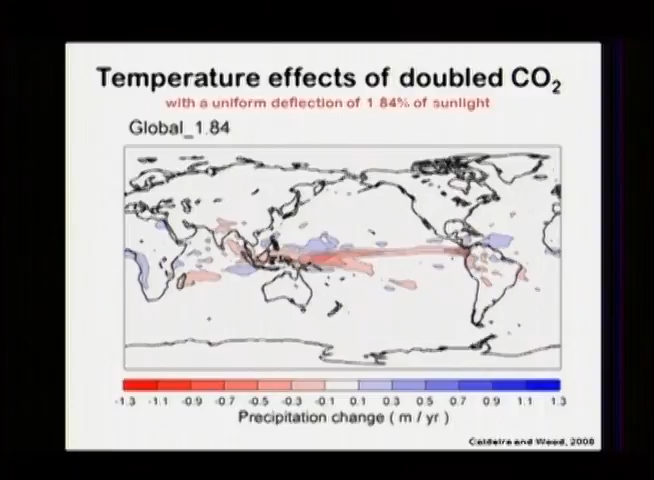 Temperature effects of doubled CO₂
with a uniform deflection of 1.84% of sunlight
Global_1.84
-1.3 -1.1 -0.9 -0.7 -0.5 -0.3 -0.1 0.1 0.3 0.5 0.7 0.9 1.1 1.3
Precipitation change ( m / yr )
Caldeira and Wood, 2008